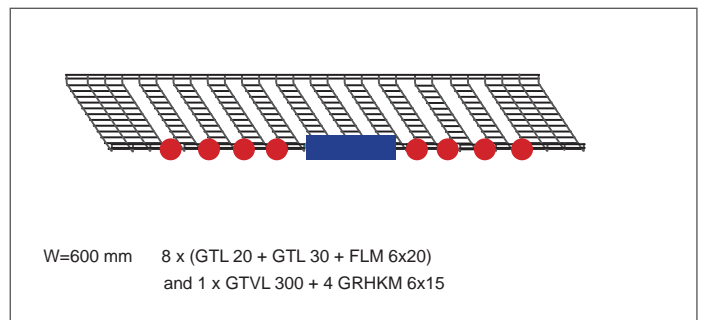 W=600 mm 8 x (GTL 20 + GTL 30 + FLM 6x20)
and 1 x GTVL 300 + 4 GRHKM 6x15